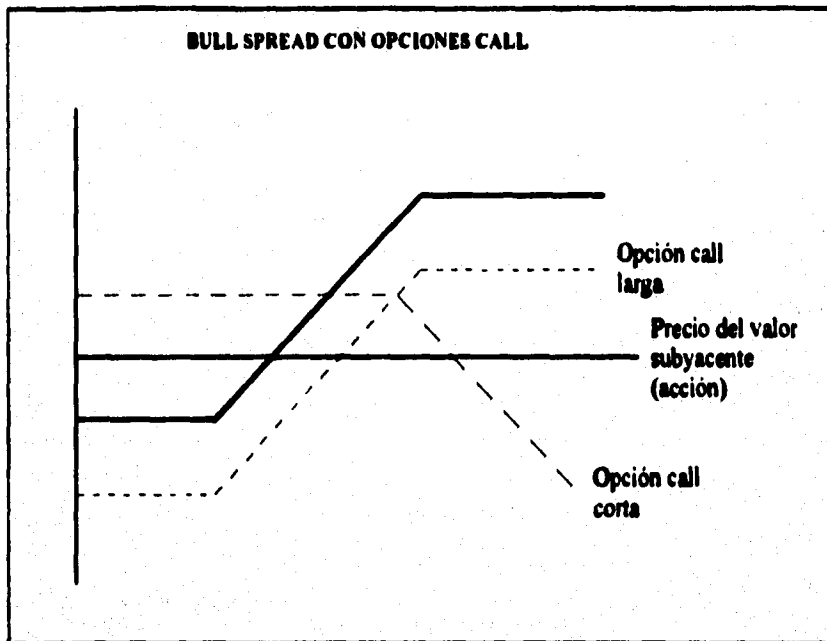 BULL SPREAD CON OPCIONES CALL
Opción call
larga
Precio del valor
subyacente
(acción)
Opción call
corta